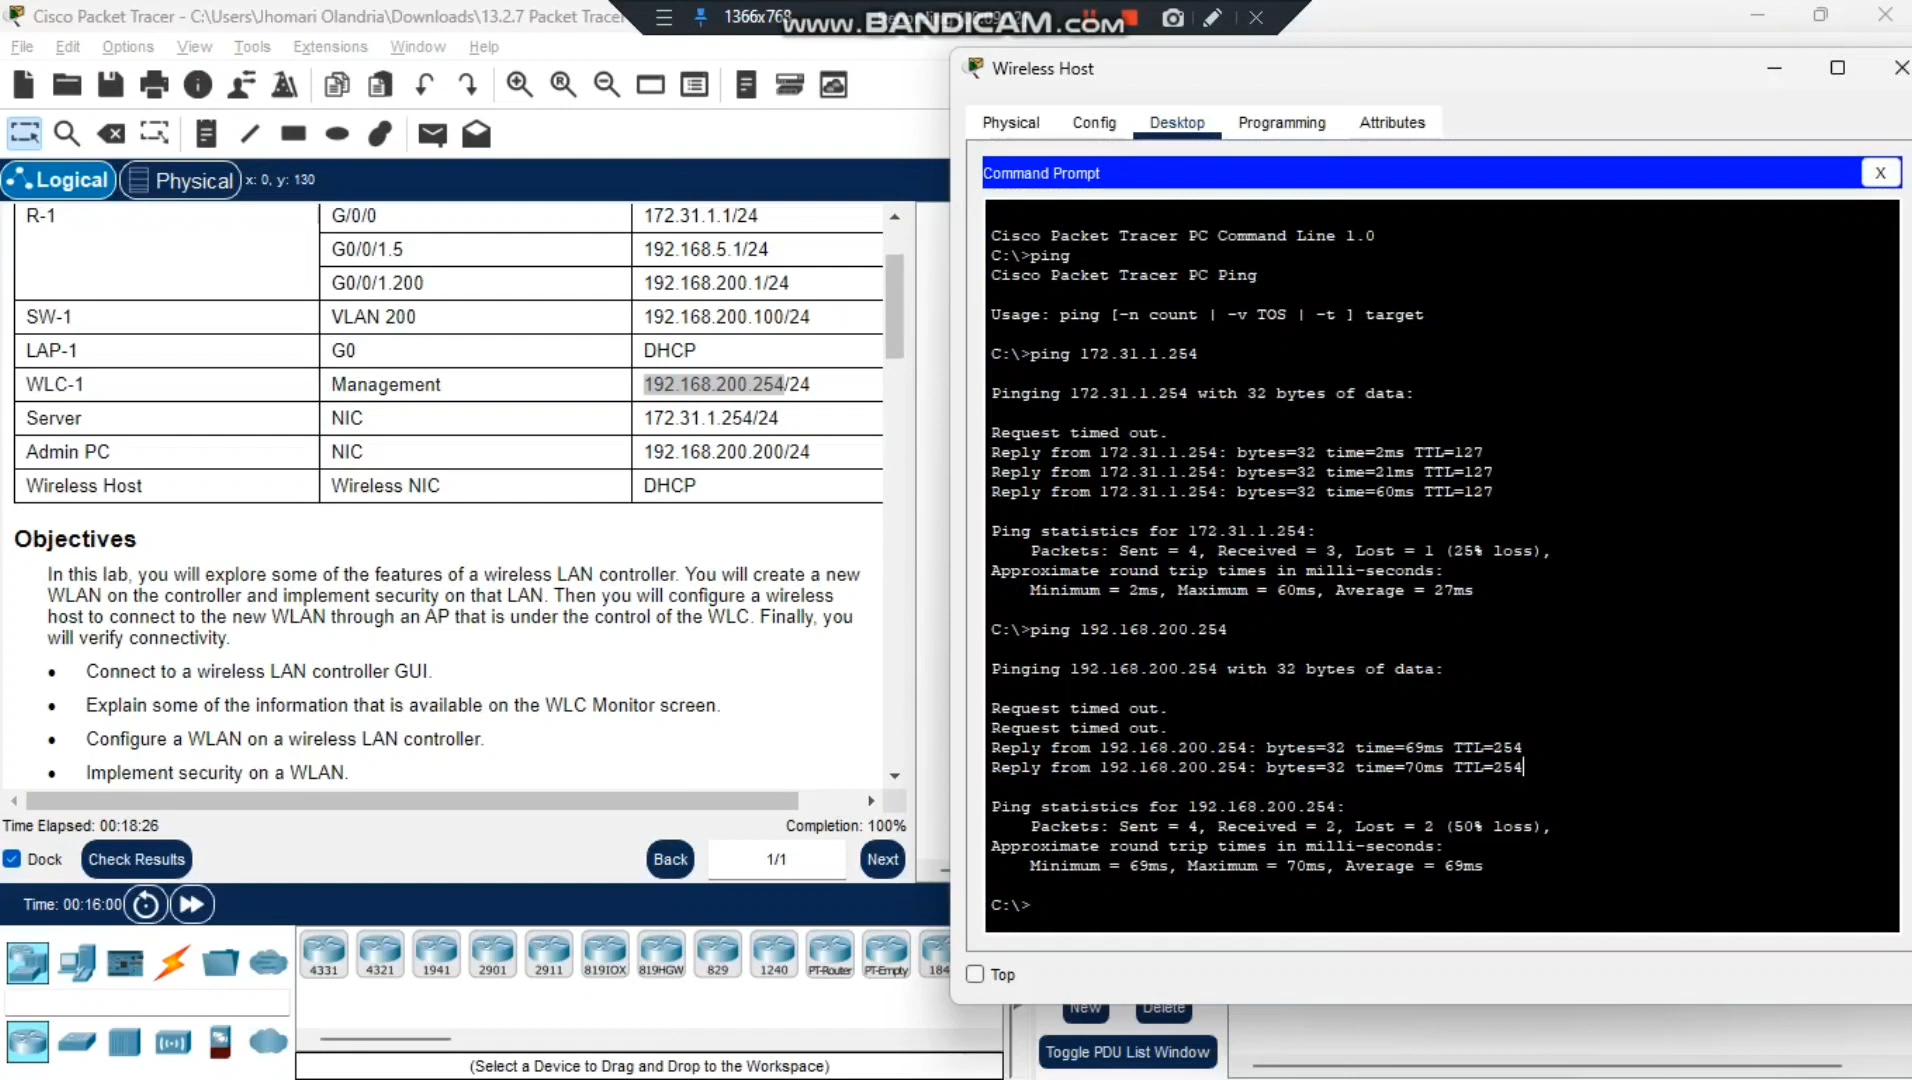 Cisco Packet Tracer - C:\Users\Jhomari Olandria\Downloads\13.2.7 Packet Tracer
1366x768
www.BANDICAM.com
File Edit Options View Tools Extensions Window Help
Wireless Host
Physical Config Desktop Programming Attributes
Logical Physical x: 0, y: 130
Command Prompt X
R-1 G/0/0 172.31.1.1/24
G0/0/1.5 192.168.5.1/24
G0/0/1.200 192.168.200.1/24
SW-1 VLAN 200 192.168.200.100/24
LAP-1 G0 DHCP
WLC-1 Management 192.168.200.254/24
Server NIC 172.31.1.254/24
Admin PC NIC 192.168.200.200/24
Wireless Host Wireless NIC DHCP
Objectives
In this lab, you will explore some of the features of a wireless LAN controller. You will create a new
WLAN on the controller and implement security on that LAN. Then you will configure a wireless
host to connect to the new WLAN through an AP that is under the control of the WLC. Finally, you
will verify connectivity.
• Connect to a wireless LAN controller GUI.
• Explain some of the information that is available on the WLC Monitor screen.
• Configure a WLAN on a wireless LAN controller.
• Implement security on a WLAN.
Time Elapsed: 00:18:26 Completion: 100%
Dock Check Results Back 1/1 Next
Time: 00:16:00
4331 4321 1941 2901 2911 819IOX 819HGW 829 1240 PT-Router PT-Empty 184
(Select a Device to Drag and Drop to the Workspace)
Cisco Packet Tracer PC Command Line 1.0
C:\>ping
Cisco Packet Tracer PC Ping
Usage: ping [-n count | -v TOS | -t ] target
C:\>ping 172.31.1.254
Pinging 172.31.1.254 with 32 bytes of data:
Request timed out.
Reply from 172.31.1.254: bytes=32 time=2ms TTL=127
Reply from 172.31.1.254: bytes=32 time=21ms TTL=127
Reply from 172.31.1.254: bytes=32 time=60ms TTL=127
Ping statistics for 172.31.1.254:
Packets: Sent = 4, Received = 3, Lost = 1 (25% loss),
Approximate round trip times in milli-seconds:
Minimum = 2ms, Maximum = 60ms, Average = 27ms
C:\>ping 192.168.200.254
Pinging 192.168.200.254 with 32 bytes of data:
Request timed out.
Request timed out.
Reply from 192.168.200.254: bytes=32 time=69ms TTL=254
Reply from 192.168.200.254: bytes=32 time=70ms TTL=254
Ping statistics for 192.168.200.254:
Packets: Sent = 4, Received = 2, Lost = 2 (50% loss),
Approximate round trip times in milli-seconds:
Minimum = 69ms, Maximum = 70ms, Average = 69ms
C:\>
Top
New Delete
Toggle PDU List Window